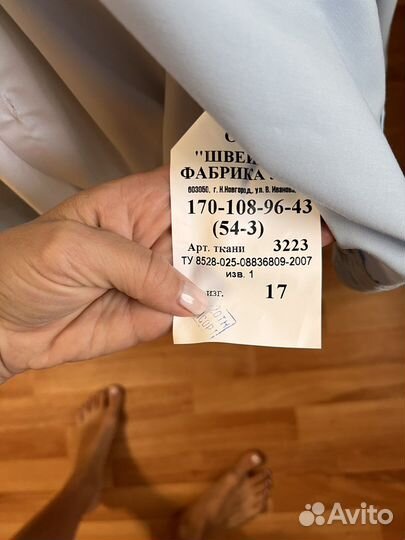 "ШВЕЙ
ФАБРИКА
603050, г. Н.Новгород, ул. В. Иванова
170-108-96-43
(54-3)
Арт. ткани 3223
ТУ 8528-025-08836809-2007
изв. 1
изг. 17
Avito